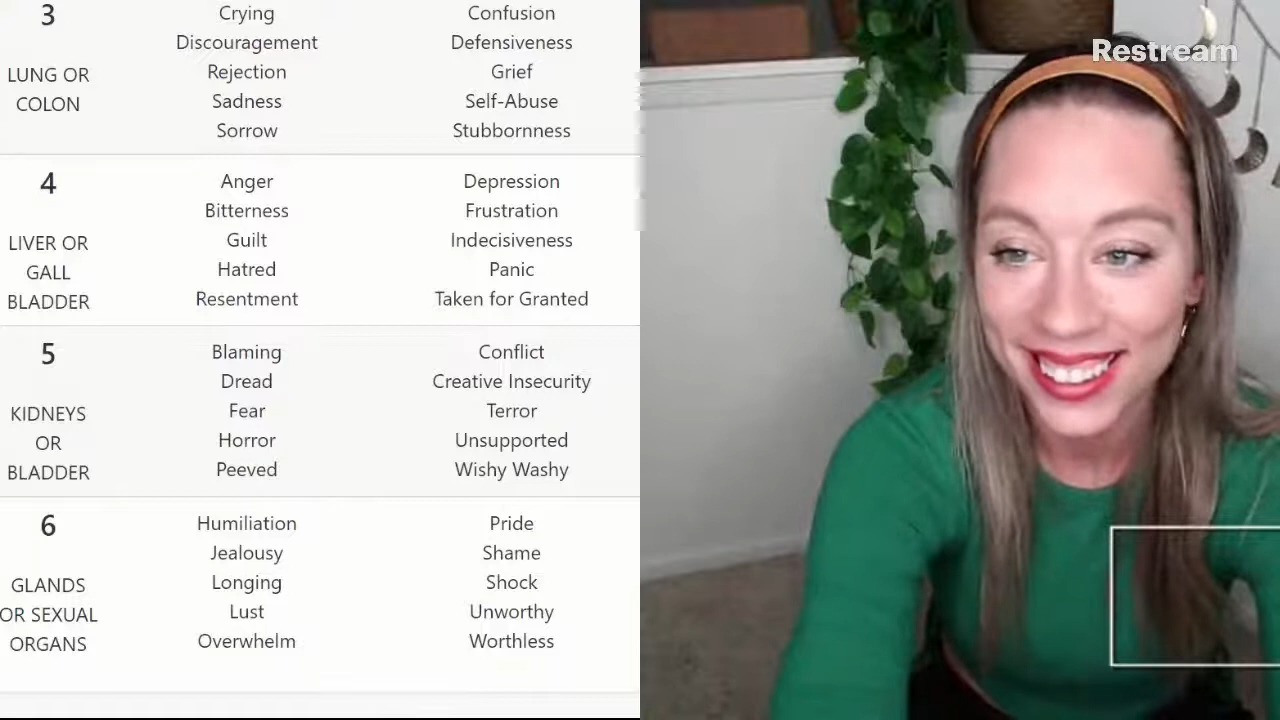 3
Crying Confusion
Discouragement Defensiveness
LUNG OR Rejection Grief
COLON Sadness Self-Abuse
Sorrow Stubbornness
4 Anger Depression
Bitterness Frustration
LIVER OR Guilt Indecisiveness
GALL Hatred Panic
BLADDER Resentment Taken for Granted
5 Blaming Conflict
Dread Creative Insecurity
KIDNEYS Fear Terror
OR Horror Unsupported
BLADDER Peeved Wishy Washy
6 Humiliation Pride
Jealousy Shame
GLANDS Longing Shock
OR SEXUAL Lust Unworthy
ORGANS Overwhelm Worthless
Restream